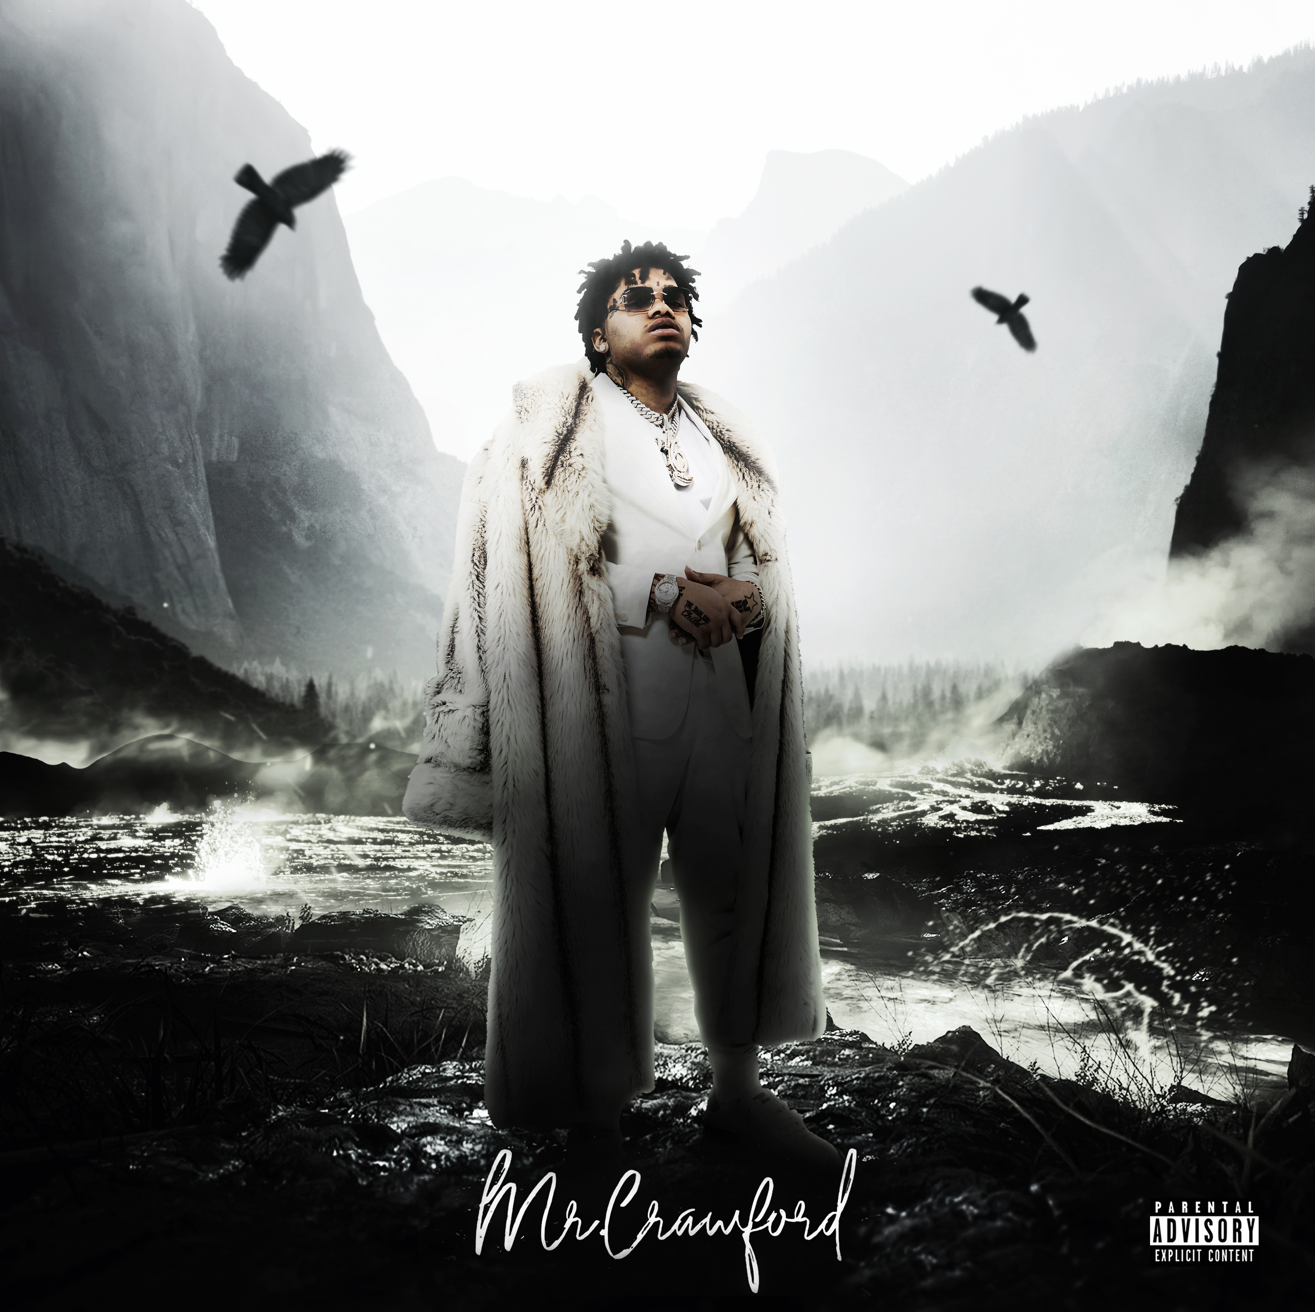 Mr.Crawford
PARENTAL
ADVISORY
EXPLICIT CONTENT